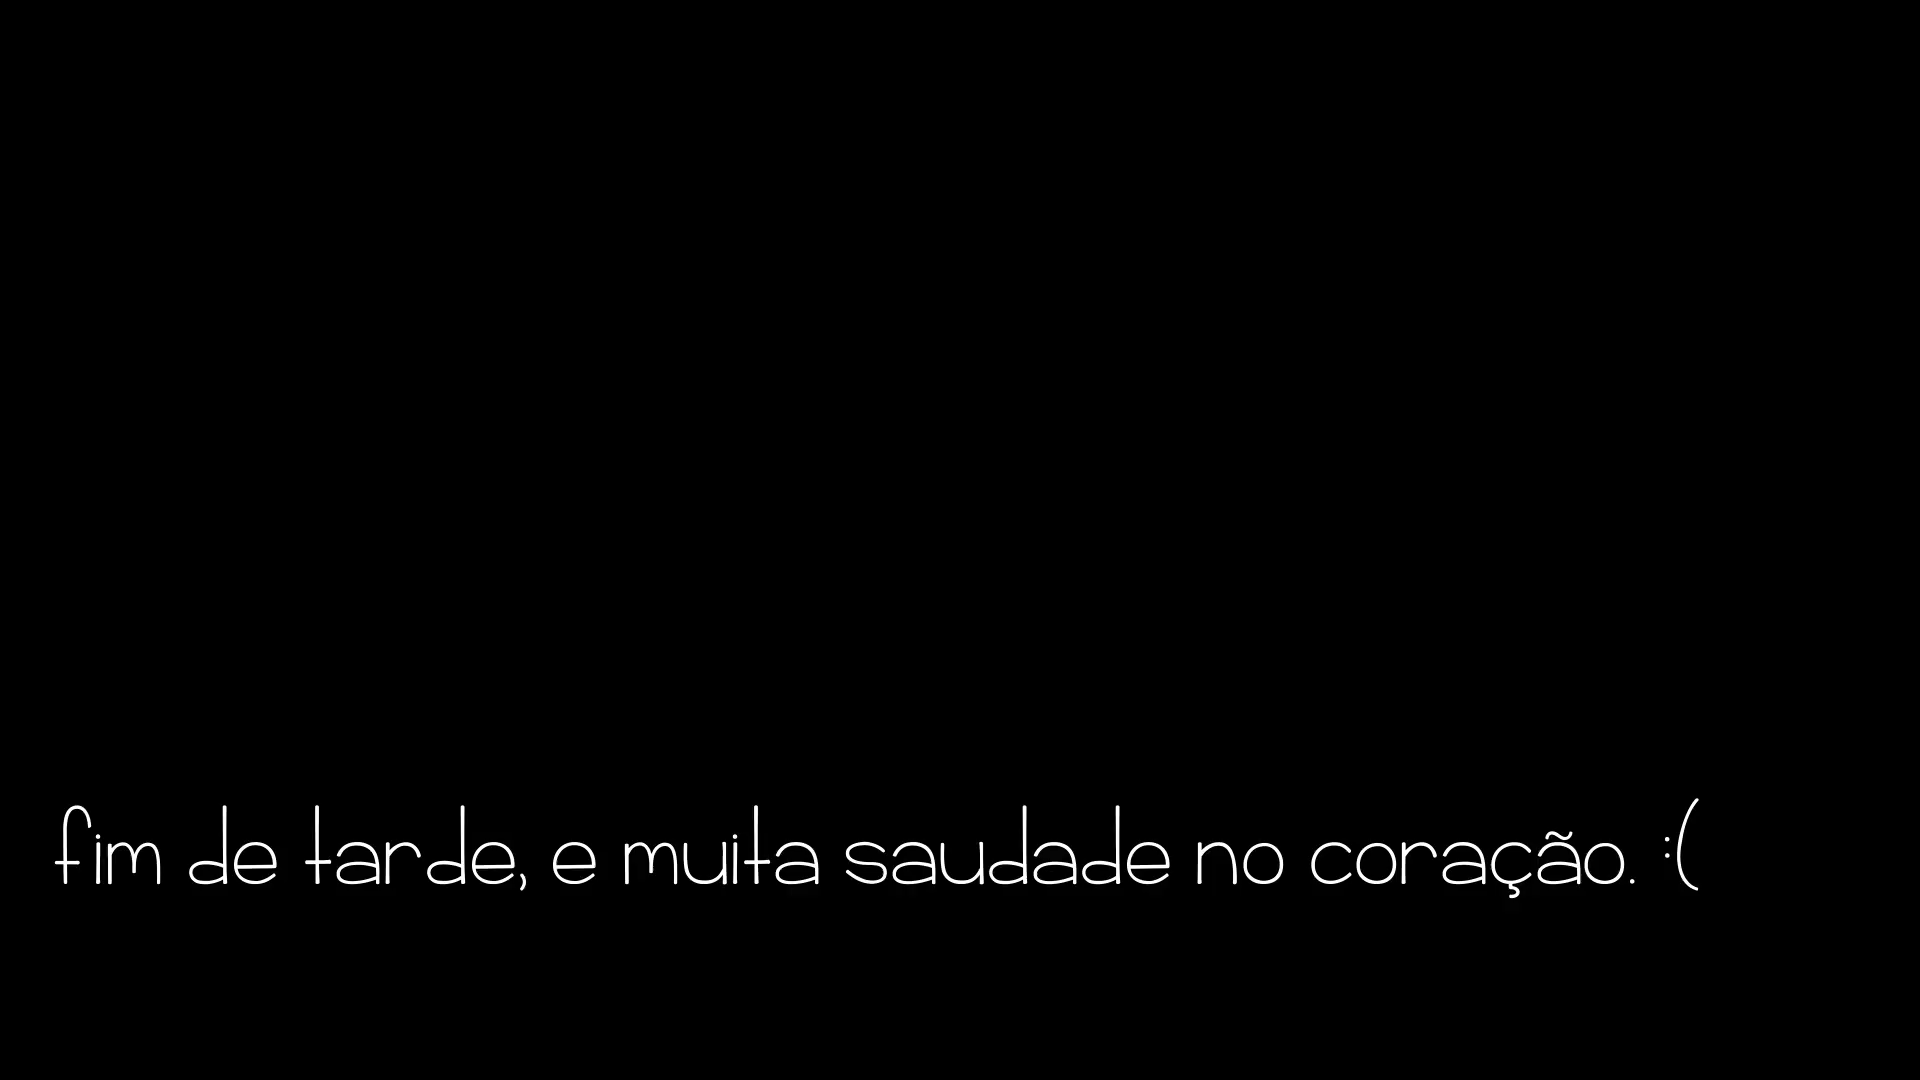 fim de tarde, e muita saudade no coração. :(